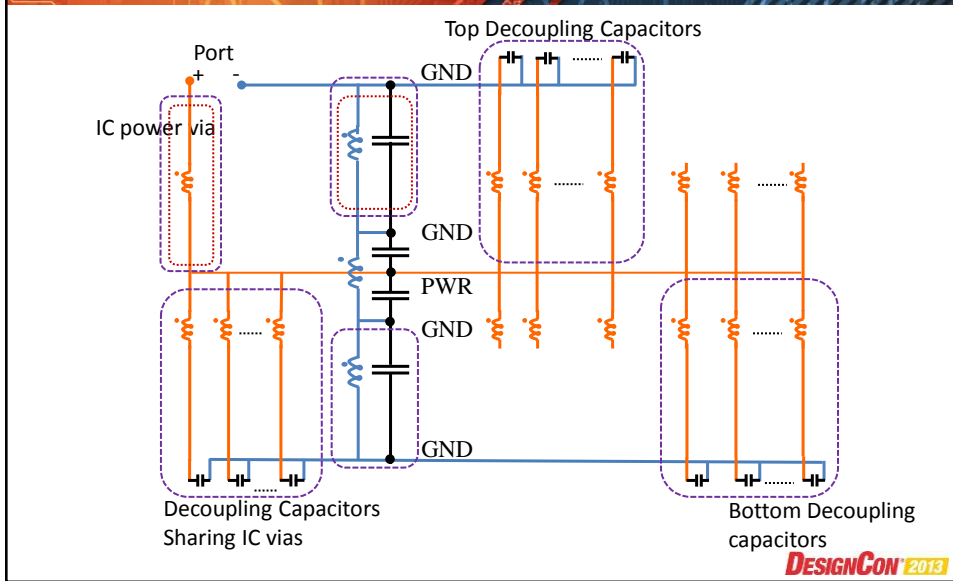 Top Decoupling Capacitors
Port
+ -
GND
IC power via
GND
PWR
GND
GND
Decoupling Capacitors
Sharing IC vias
Bottom Decoupling
capacitors
DESIGNCON 2013